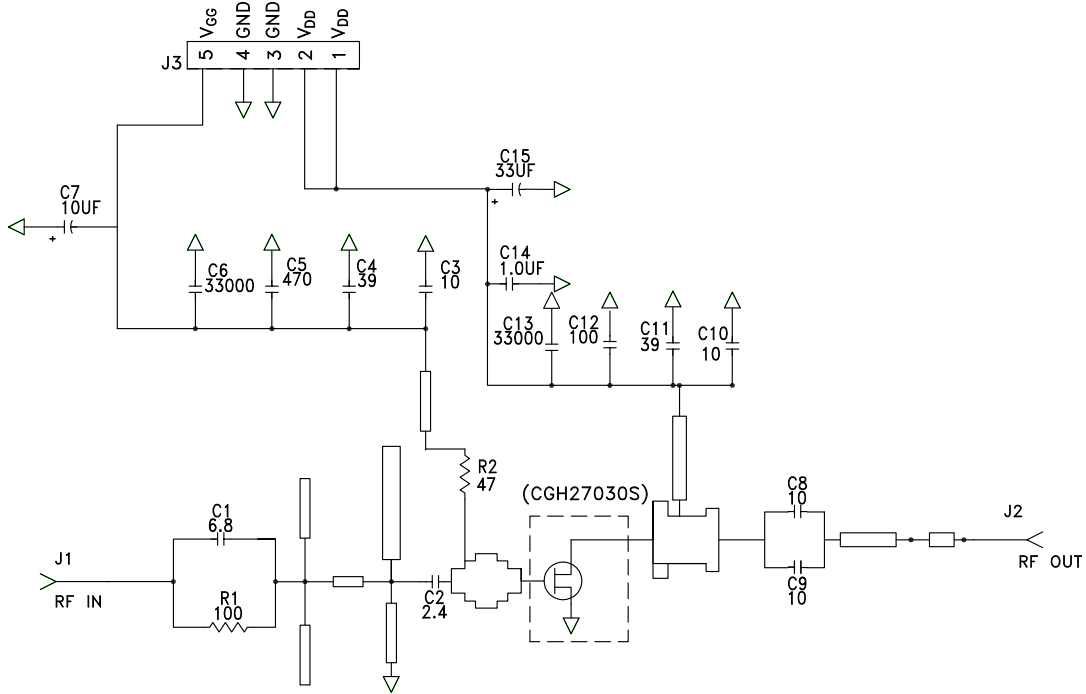 VGG
GND
GND
VDD
VDD
J3
5
4
3
2
1
C15
33UF
+
C7
10UF
+
C6
33000
C5
470
C4
39
C3
10
C14
1.0UF
C13
33000
C12
100
C11
39
C10
10
R2
47
(CGH27030S)
C8
10
J2
RF OUT
C9
10
C1
6.8
J1
RF IN
R1
100
C2
2.4